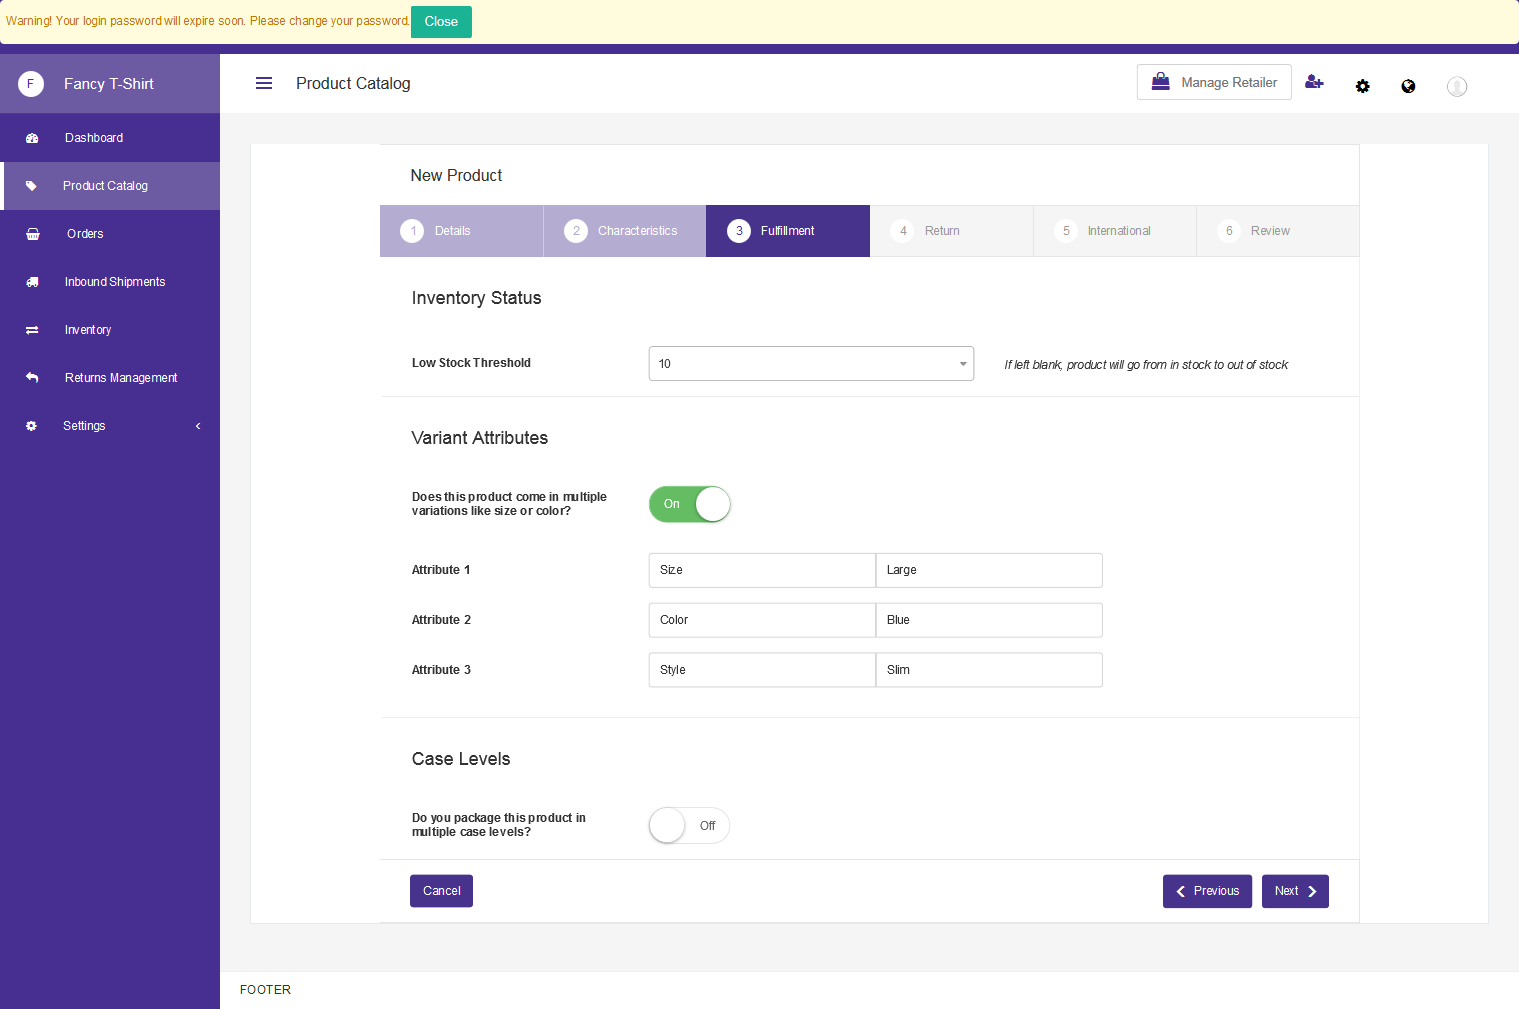 Warning! Your login password will expire soon. Please change your password. Close
F Fancy T-Shirt
Product Catalog
Manage Retailer
Dashboard
Product Catalog
Orders
Inbound Shipments
Inventory
Returns Management
Settings
New Product
1 Details 2 Characteristics 3 Fulfillment 4 Return 5 International 6 Review
Inventory Status
Low Stock Threshold 10 If left blank, product will go from in stock to out of stock
Variant Attributes
Does this product come in multiple
variations like size or color?
On
Attribute 1 Size Large
Attribute 2 Color Blue
Attribute 3 Style Slim
Case Levels
Do you package this product in
multiple case levels?
Off
Cancel Previous Next
FOOTER